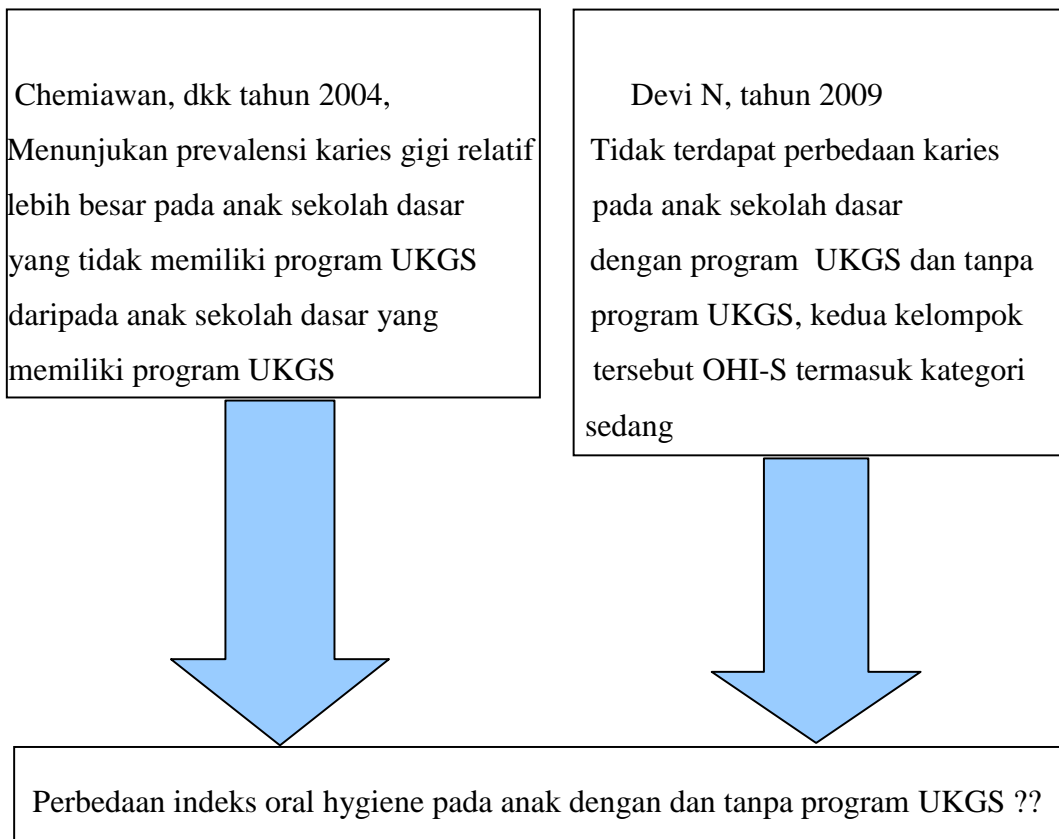 Chemiawan, dkk tahun 2004,
Menunjukan prevalensi karies gigi relatif
lebih besar pada anak sekolah dasar
yang tidak memiliki program UKGS
daripada anak sekolah dasar yang
memiliki program UKGS
Devi N, tahun 2009
Tidak terdapat perbedaan karies
pada anak sekolah dasar
dengan program UKGS dan tanpa
program UKGS, kedua kelompok
tersebut OHI-S termasuk kategori
sedang
Perbedaan indeks oral hygiene pada anak dengan dan tanpa program UKGS ??